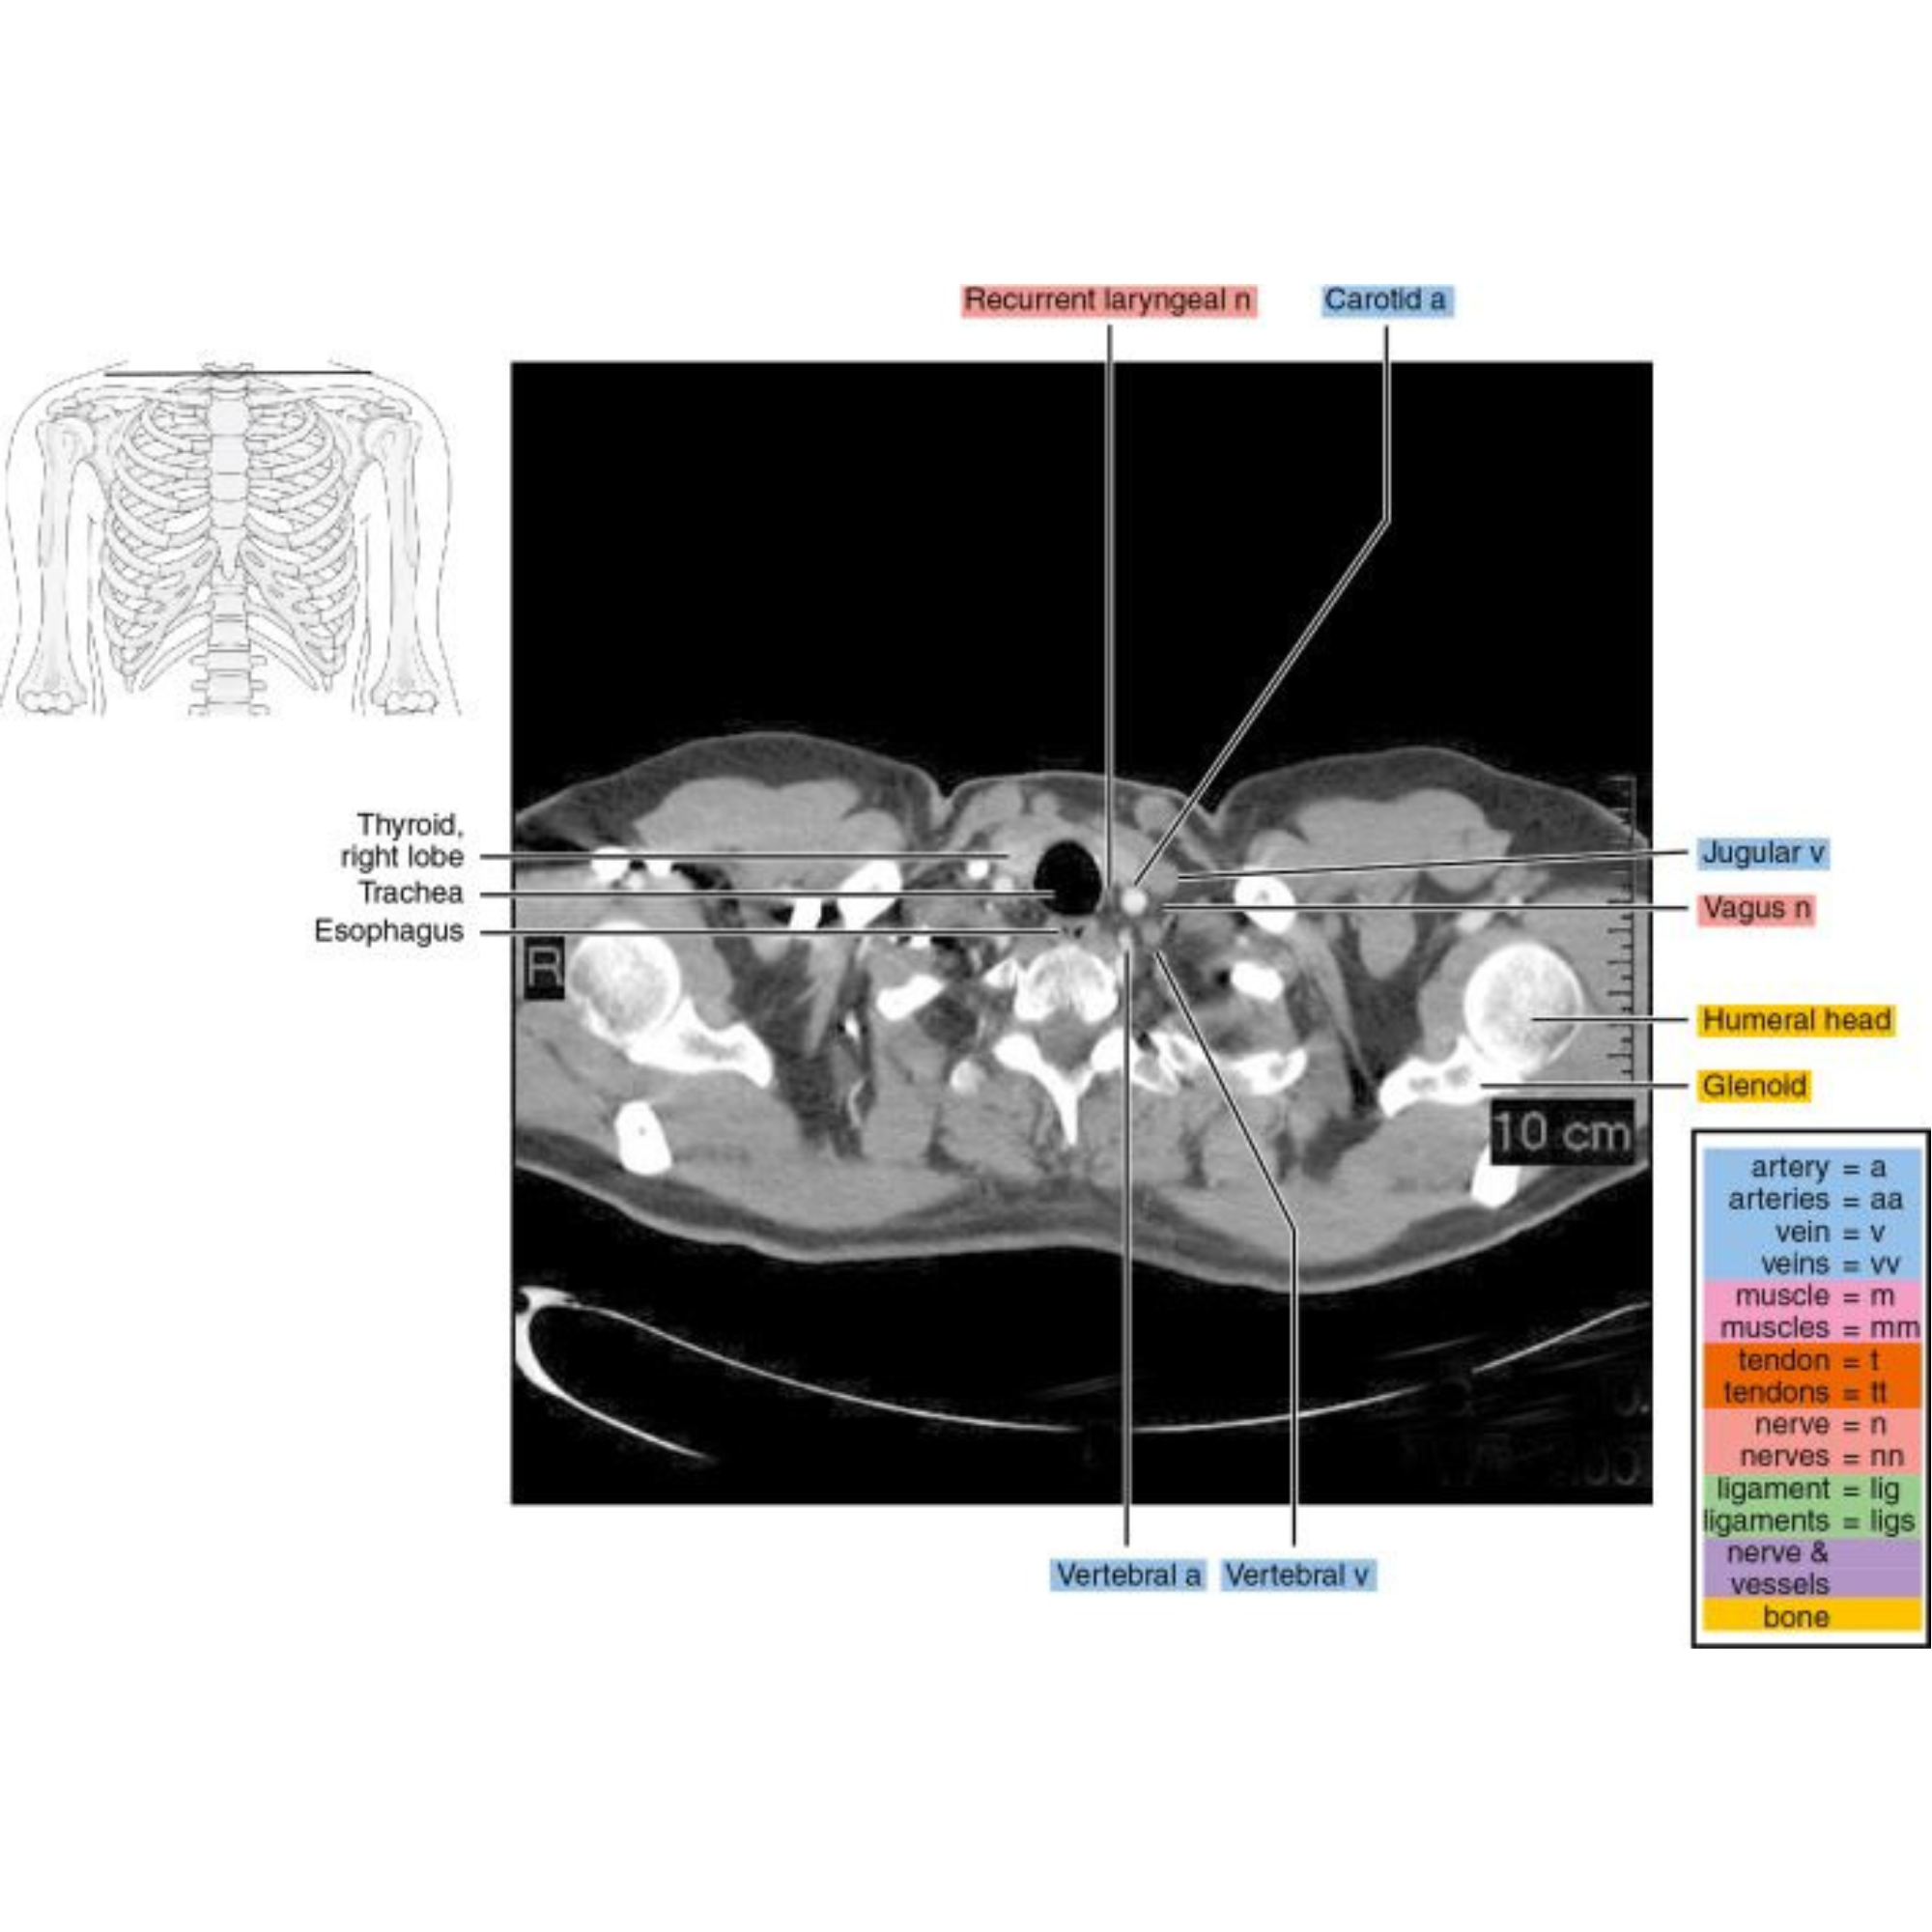 Recurrent laryngeal n
Carotid a
Thyroid,
right lobe
Trachea
Esophagus
R
Jugular v
Vagus n
Humeral head
Glenoid
10 cm
Vertebral a
Vertebral v
artery = a
arteries = aa
vein = v
veins = vv
muscle = m
muscles = mm
tendon = t
tendons = tt
nerve = n
nerves = nn
ligament = lig
ligaments = ligs
nerve &
vessels
bone